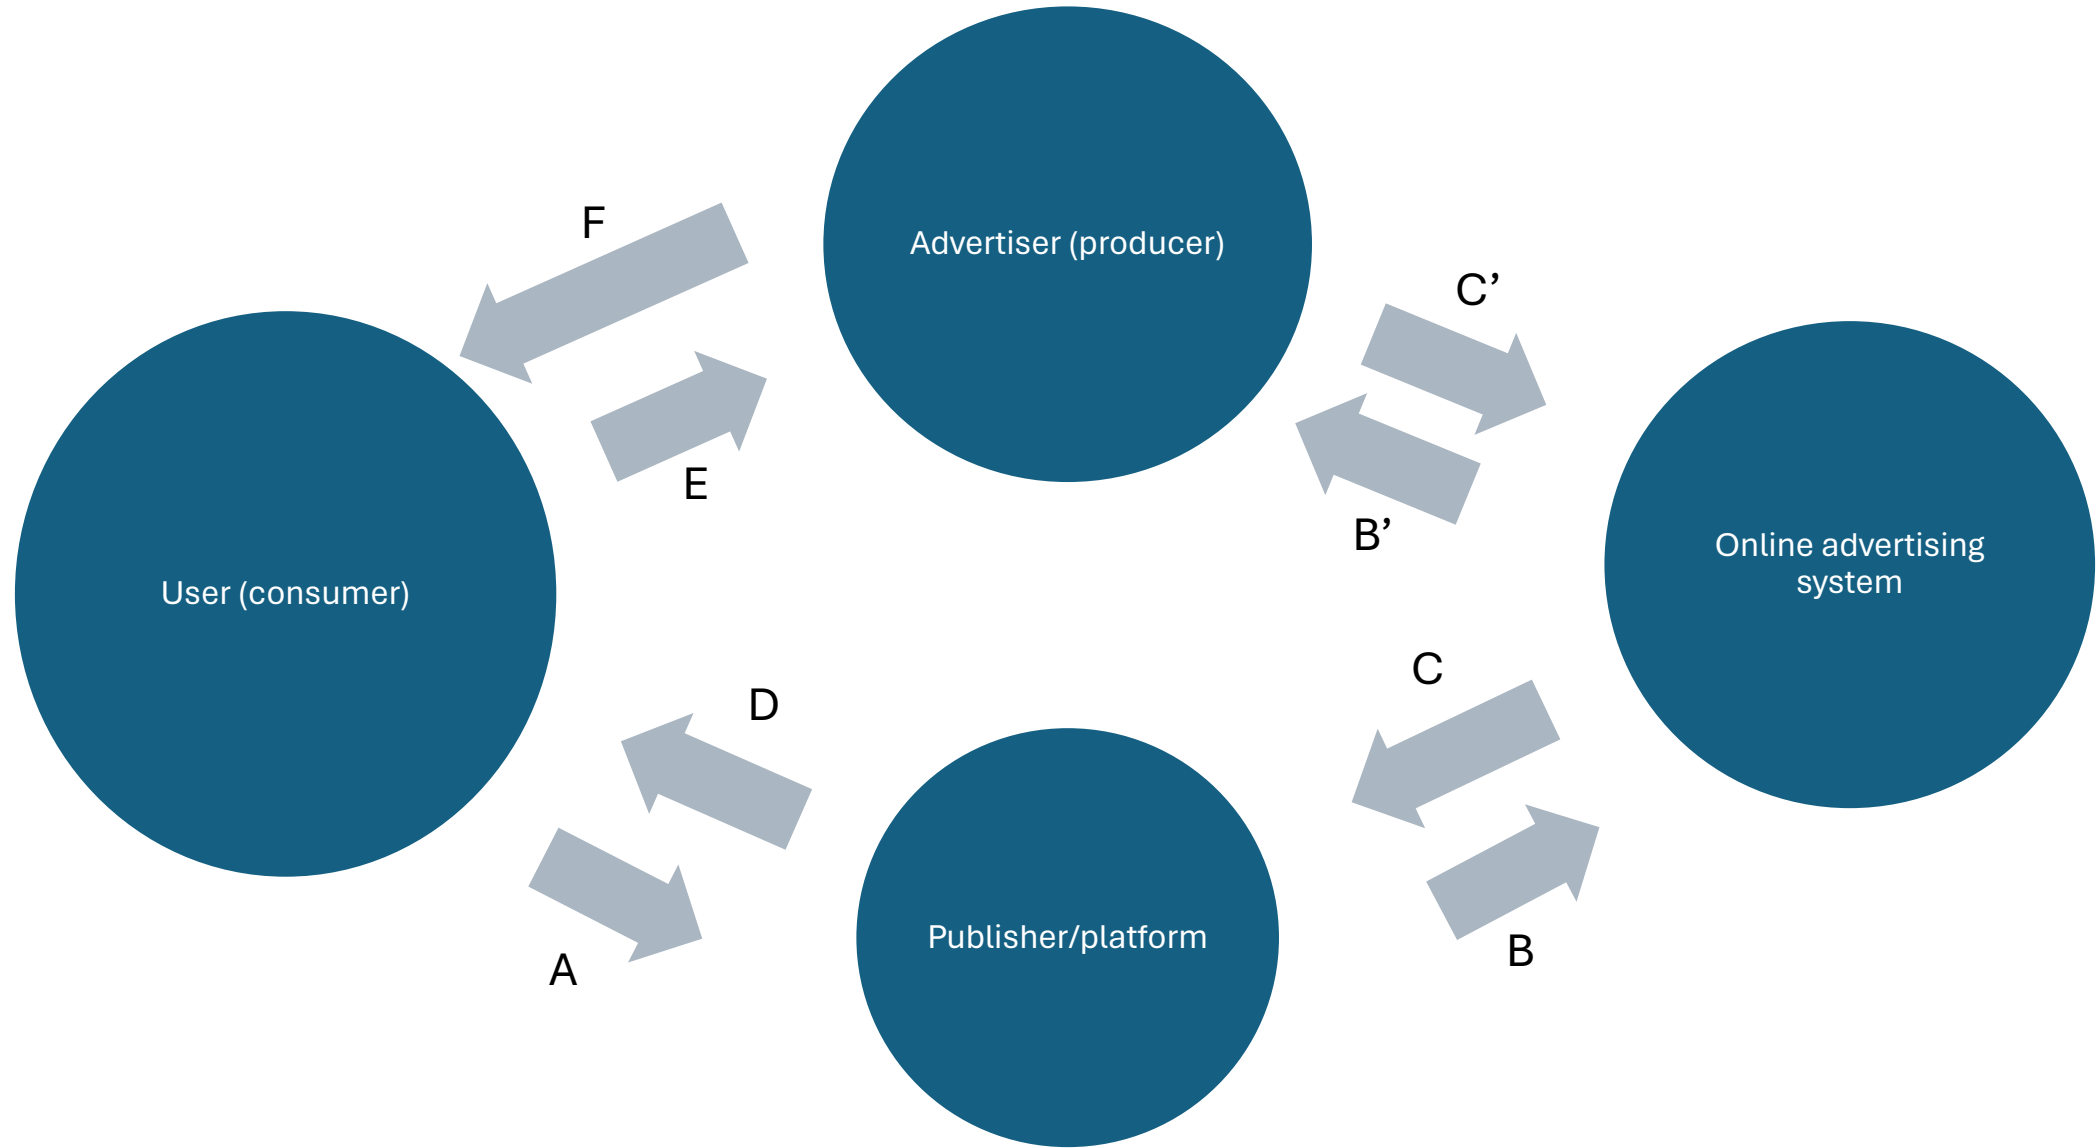 F
Advertiser (producer)
C’
E
B’
User (consumer)
Online advertising
system
D
C
Publisher/platform
A
B